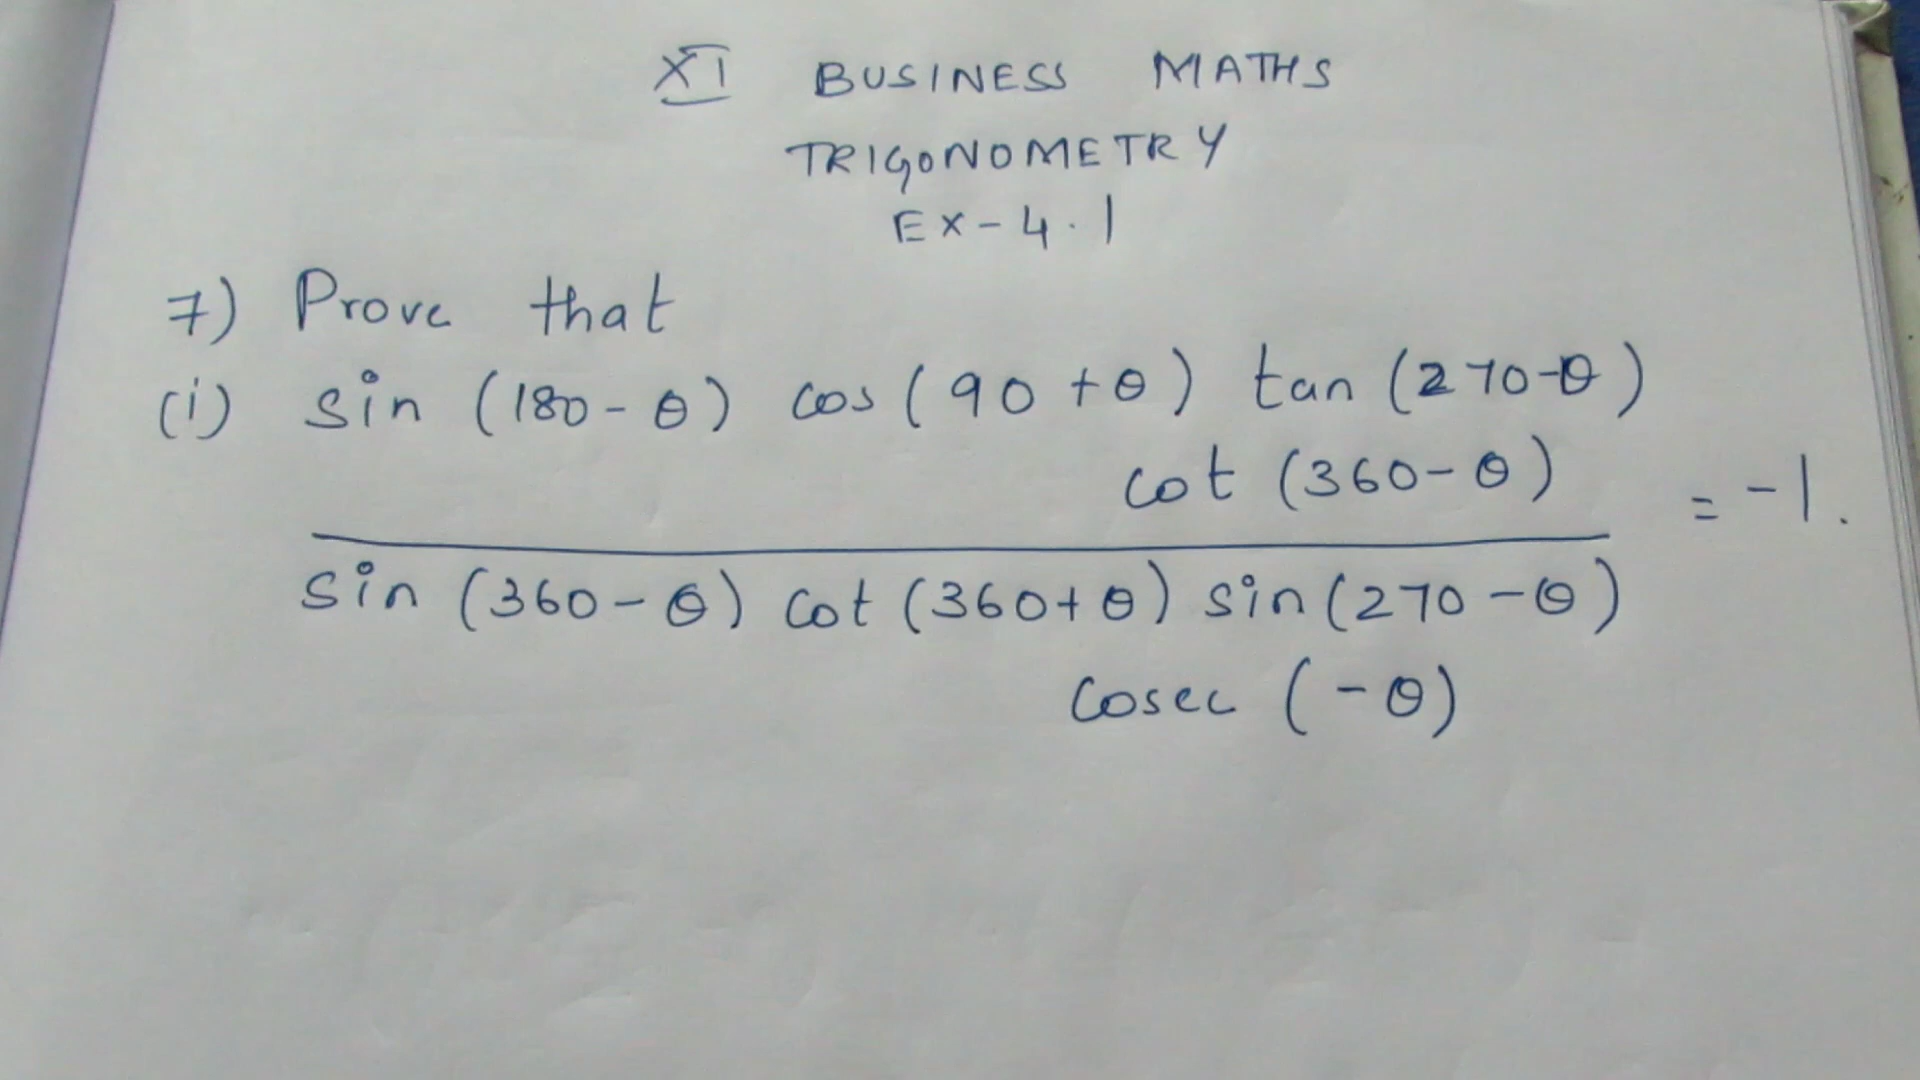 XI BUSINESS MATHS
TRIGONOMETRY
EX-4.1
7) Prove that
(i) sin (180-θ) cos (90+θ) tan (270-θ)
cot (360-θ)
= -1.
sin (360-θ) cot (360+θ) sin (270-θ)
cosec (-θ)